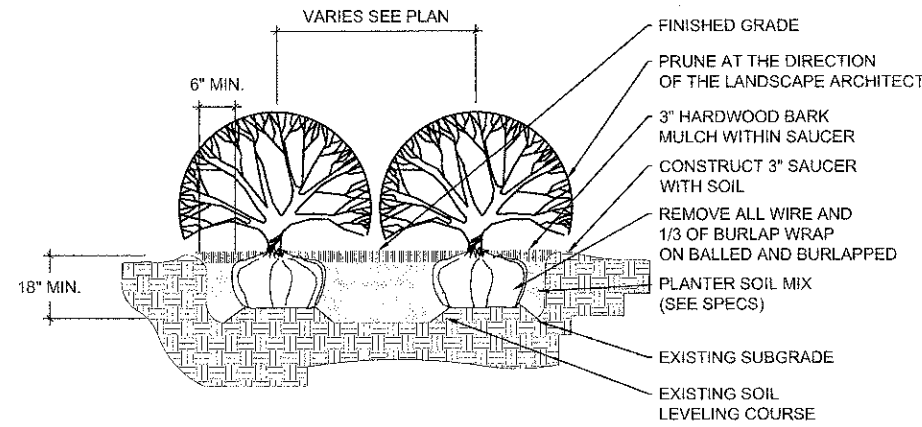 VARIES SEE PLAN
6" MIN.
18" MIN.
FINISHED GRADE
PRUNE AT THE DIRECTION
OF THE LANDSCAPE ARCHITECT
3" HARDWOOD BARK
MULCH WITHIN SAUCER
CONSTRUCT 3" SAUCER
WITH SOIL
REMOVE ALL WIRE AND
1/3 OF BURLAP WRAP
ON BALLED AND BURLAPPED
PLANTER SOIL MIX
(SEE SPECS)
EXISTING SUBGRADE
EXISTING SOIL
LEVELING COURSE